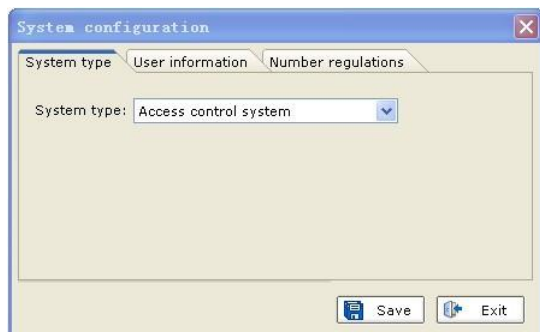 System configuration
System type User information Number regulations
System type: Access control system
Save Exit